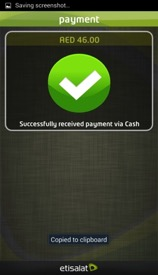 Saving screenshot...
payment
AED 46.00
Successfully received payment via Cash
Copied to clipboard
etisalat